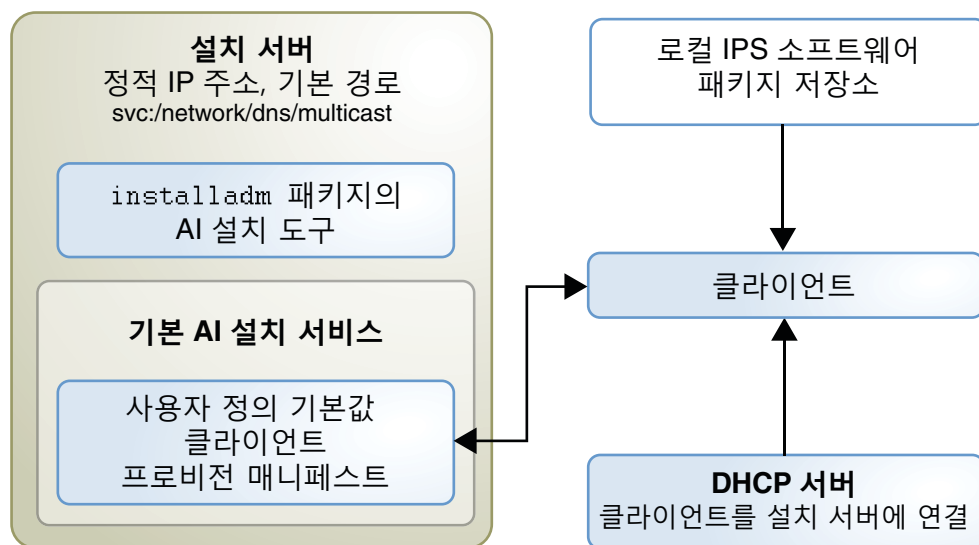 설치 서버
정적 IP 주소, 기본 경로
svc:/network/dns/multicast
installadm 패키지의
AI 설치 도구
기본 AI 설치 서비스
사용자 정의 기본값
클라이언트
프로비전 매니페스트
로컬 IPS 소프트웨어
패키지 저장소
클라이언트
DHCP 서버
클라이언트를 설치 서버에 연결